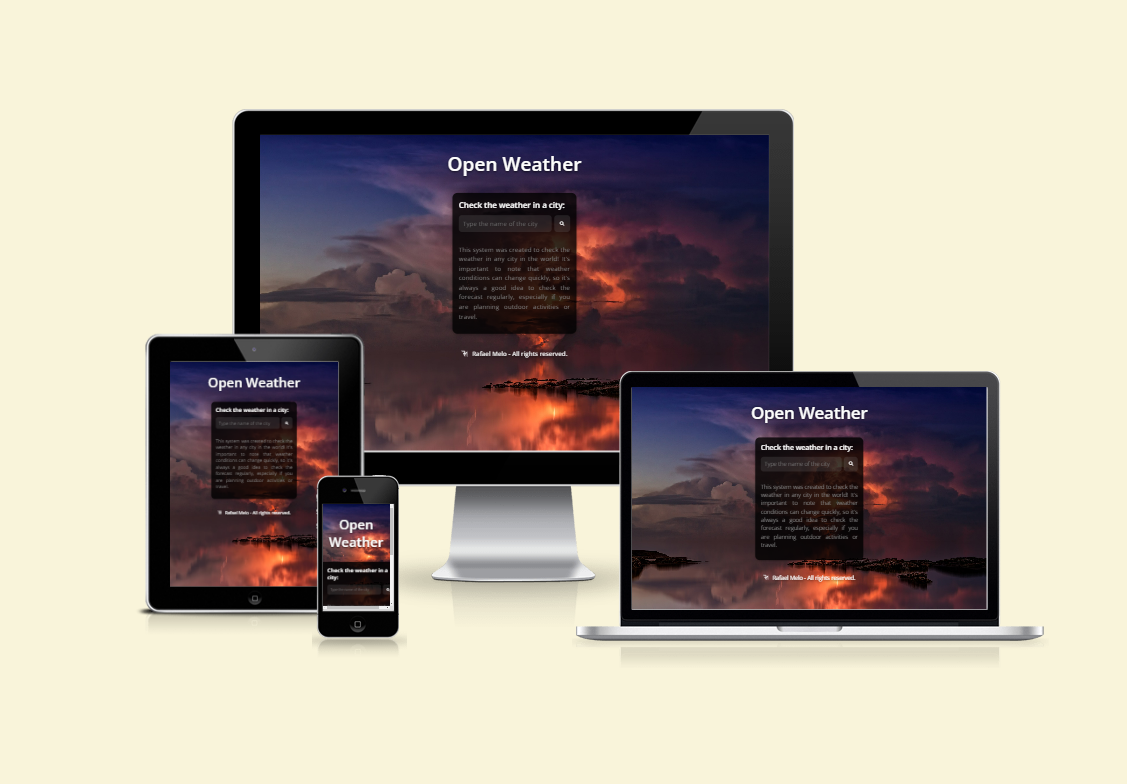 Open Weather
Check the weather in a city:
Type the name of the city
This system was created to check the
weather in any city in the world! It's
important to note that weather
conditions can change quickly, so it's
always a good idea to check the
forecast regularly, especially if you
are planning outdoor activities or
travel.
Rafael Melo - All rights reserved.
Open Weather
Check the weather in a city:
Type the name of the city
This system was created to check the
weather in any city in the world! It's
important to note that weather
conditions can change quickly, so it's
always a good idea to check the
forecast regularly, especially if you
are planning outdoor activities or
travel.
Rafael Melo - All rights reserved.
Open
Weather
Check the weather in a
city:
Open Weather
Check the weather in a city:
Type the name of the city
This system was created to check the
weather in any city in the world! It's
important to note that weather
conditions can change quickly, so it's
always a good idea to check the
forecast regularly, especially if you
are planning outdoor activities or
travel.
Rafael Melo - All rights reserved.